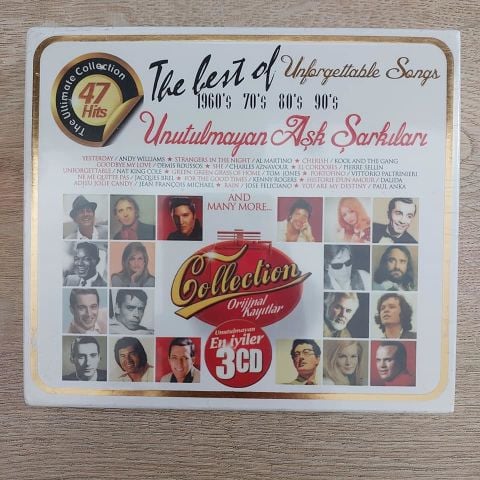 The Ultimate Collection
47
Hits
The best of Unforgettable Songs
1960's 70's 80's 90's
Unutulmayan Aşk Şarkıları
YESTERDAY / ANDY WILLIAMS ★ STRANGERS IN THE NIGHT / AL MARTINO ★ CHERISH / KOOL AND THE GANG
GOODBYE MY LOVE / DEMIS ROUSSOS ★ SHE / CHARLES AZNAVOUR ★ EL CONDORS / PIERRE SELLIN
UNFORGETTABLE / NAT KING COLE ★ GREEN GREEN GRASS OF HOME / TOM JONES ★ PORTOFINO / VITTORIO PALTRINIERI
NE ME QUITTE PAS / JACQUES BREL ★ FOR THE GOOD TIMES / KENNY ROGERS ★ HISTORIE D'UN AMOUR / DALIDA
ADIEU JOLIE CANDY / JEAN FRANÇOIS MICHAEL ★ RAIN / JOSE FELICIANO ★ YOU ARE MY DESTINY / PAUL ANKA
AND
MANY MORE...
Collection
Orijinal
Kayıtlar
Unutulmayan
En iyiler
3CD